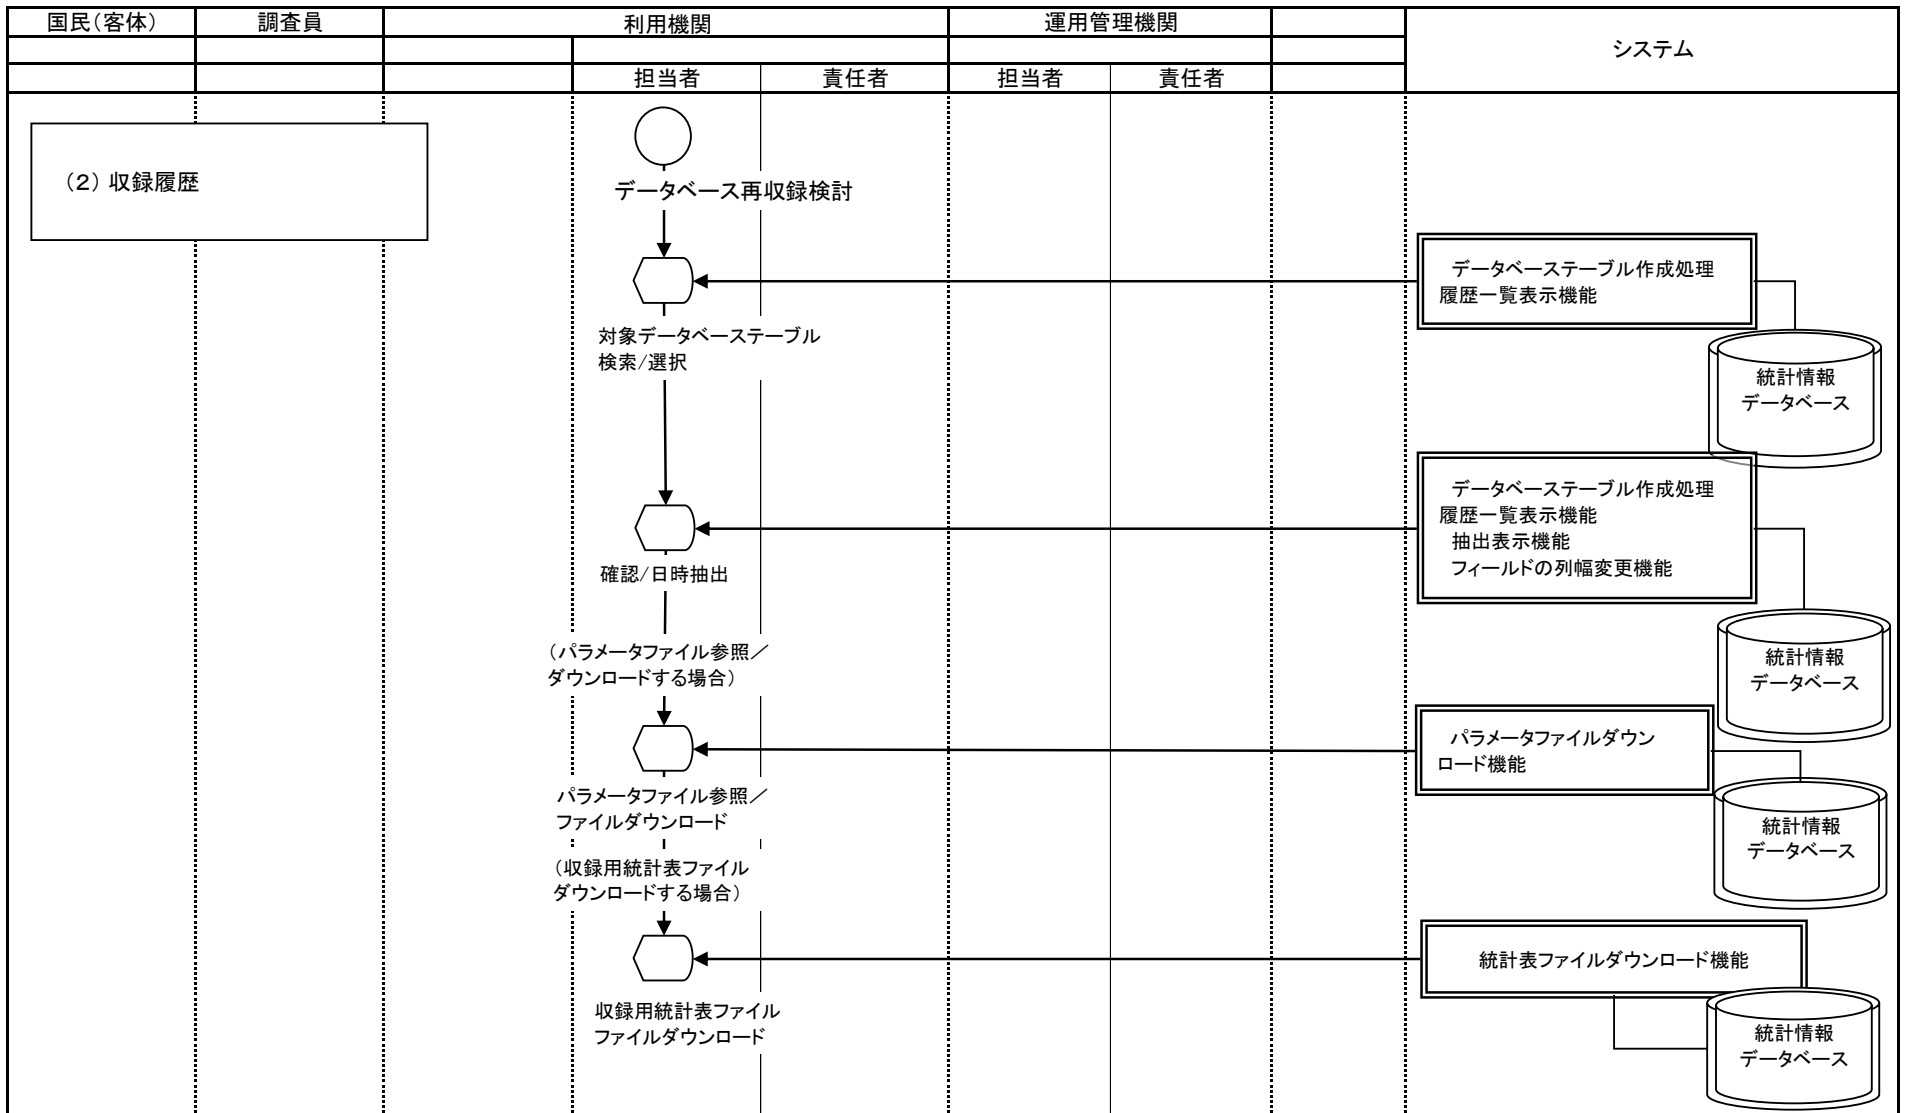 国民(客体)
調査員
利用機関
運用管理機関
システム
担当者
責任者
担当者
責任者
(2) 収録履歴
データベース再収録検討
データベーステーブル作成処理
履歴一覧表示機能
対象データベーステーブル
検索/選択
統計情報
データベース
データベーステーブル作成処理
履歴一覧表示機能
抽出表示機能
フィールドの列幅変更機能
確認/日時抽出
統計情報
データベース
(パラメータファイル参照/
ダウンロードする場合)
パラメータファイルダウン
ロード機能
パラメータファイル参照/
ファイルダウンロード
統計情報
データベース
(収録用統計表ファイル
ダウンロードする場合)
統計表ファイルダウンロード機能
収録用統計表ファイル
ファイルダウンロード
統計情報
データベース